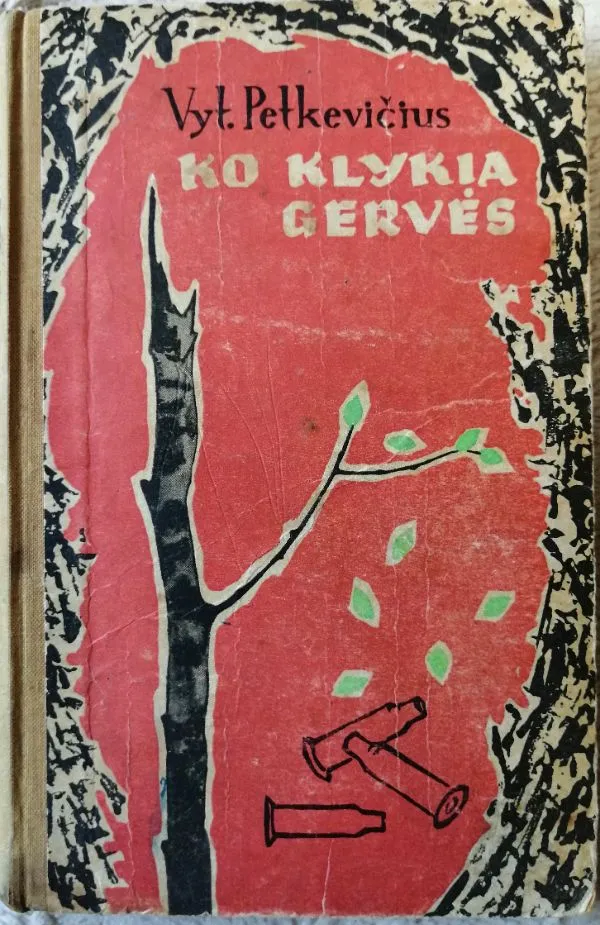 Vyt. Petkevičius
KO KLYKIA
GERVĖS